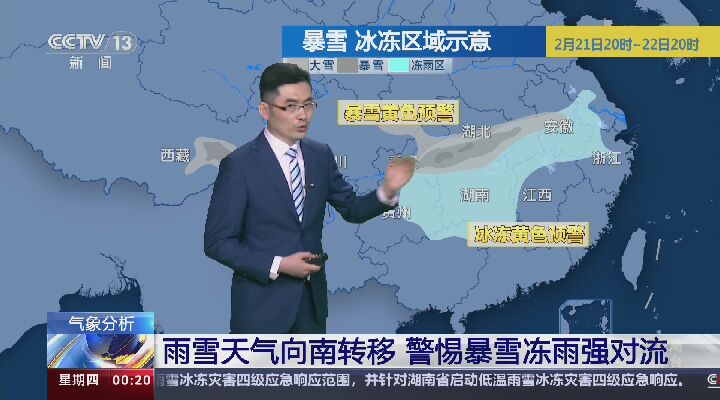 CCTV 13
新闻
暴雪 冰冻区域示意
2月21日20时~22日20时
大雪
暴雪
冻雨区
暴雪黄色预警
西藏
川
湖北
安徽
浙江
湖南
江西
贵州
冰冻黄色预警
气象分析
雨雪天气向南转移 警惕暴雪冻雨强对流
星期四 00:20
雨雪冰冻灾害四级应急响应范围，并针对湖南省启动低温雨雪冰冻灾害四级应急响应。